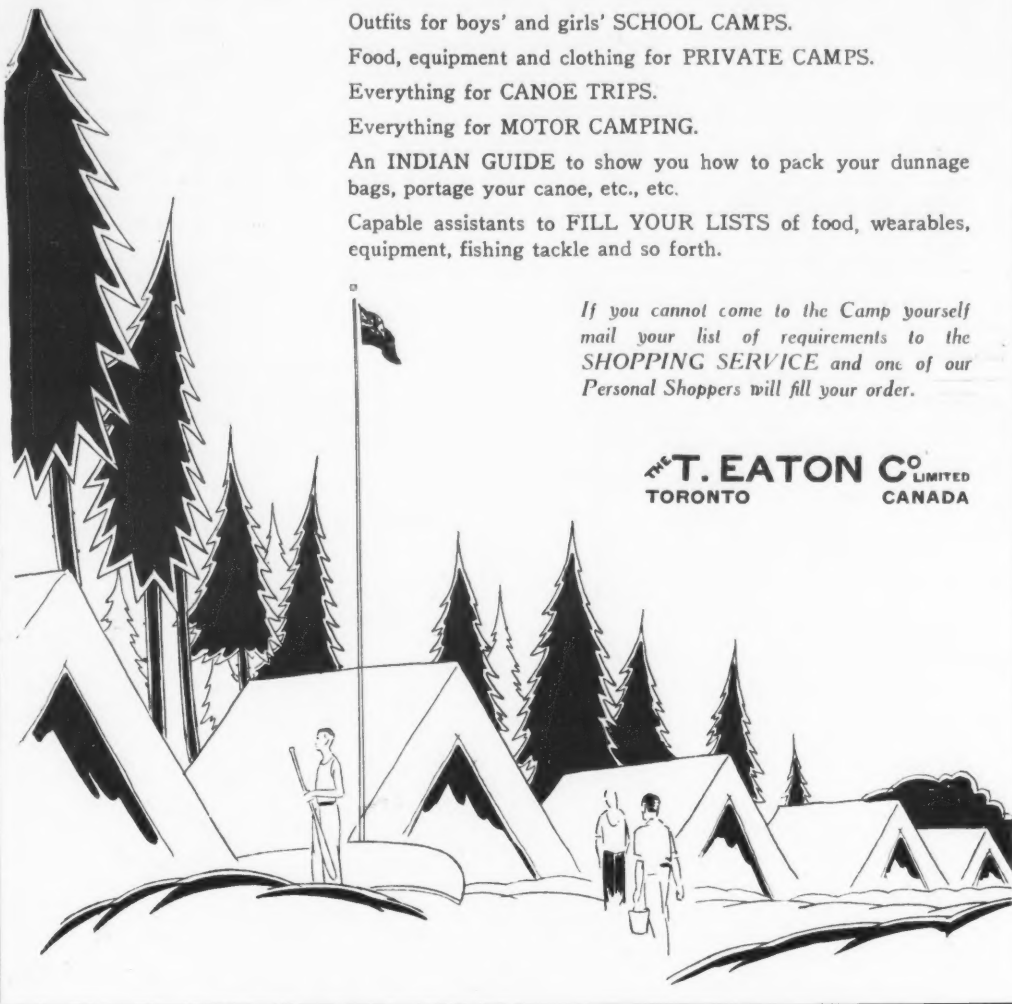 Outfits for boys' and girls' SCHOOL CAMPS.
Food, equipment and clothing for PRIVATE CAMPS.
Everything for CANOE TRIPS.
Everything for MOTOR CAMPING.
An INDIAN GUIDE to show you how to pack your dunnage
bags, portage your canoe, etc., etc.
Capable assistants to FILL YOUR LISTS of food, wearables,
equipment, fishing tackle and so forth.
If you cannot come to the Camp yourself
mail your list of requirements to the
SHOPPING SERVICE and one of our
Personal Shoppers will fill your order.
THE T. EATON CO LIMITED
TORONTO CANADA